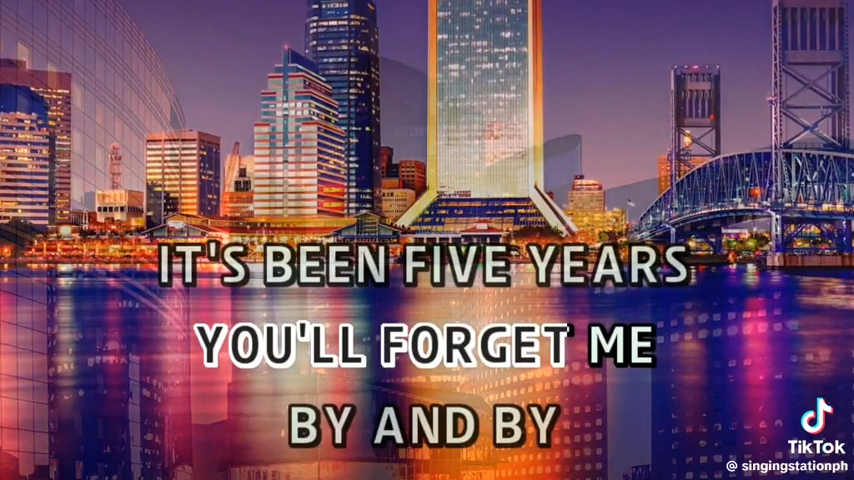 IT'S BEEN FIVE YEARS
YOU'LL FORGET ME
BY AND BY
TikTok
@ singingstationph